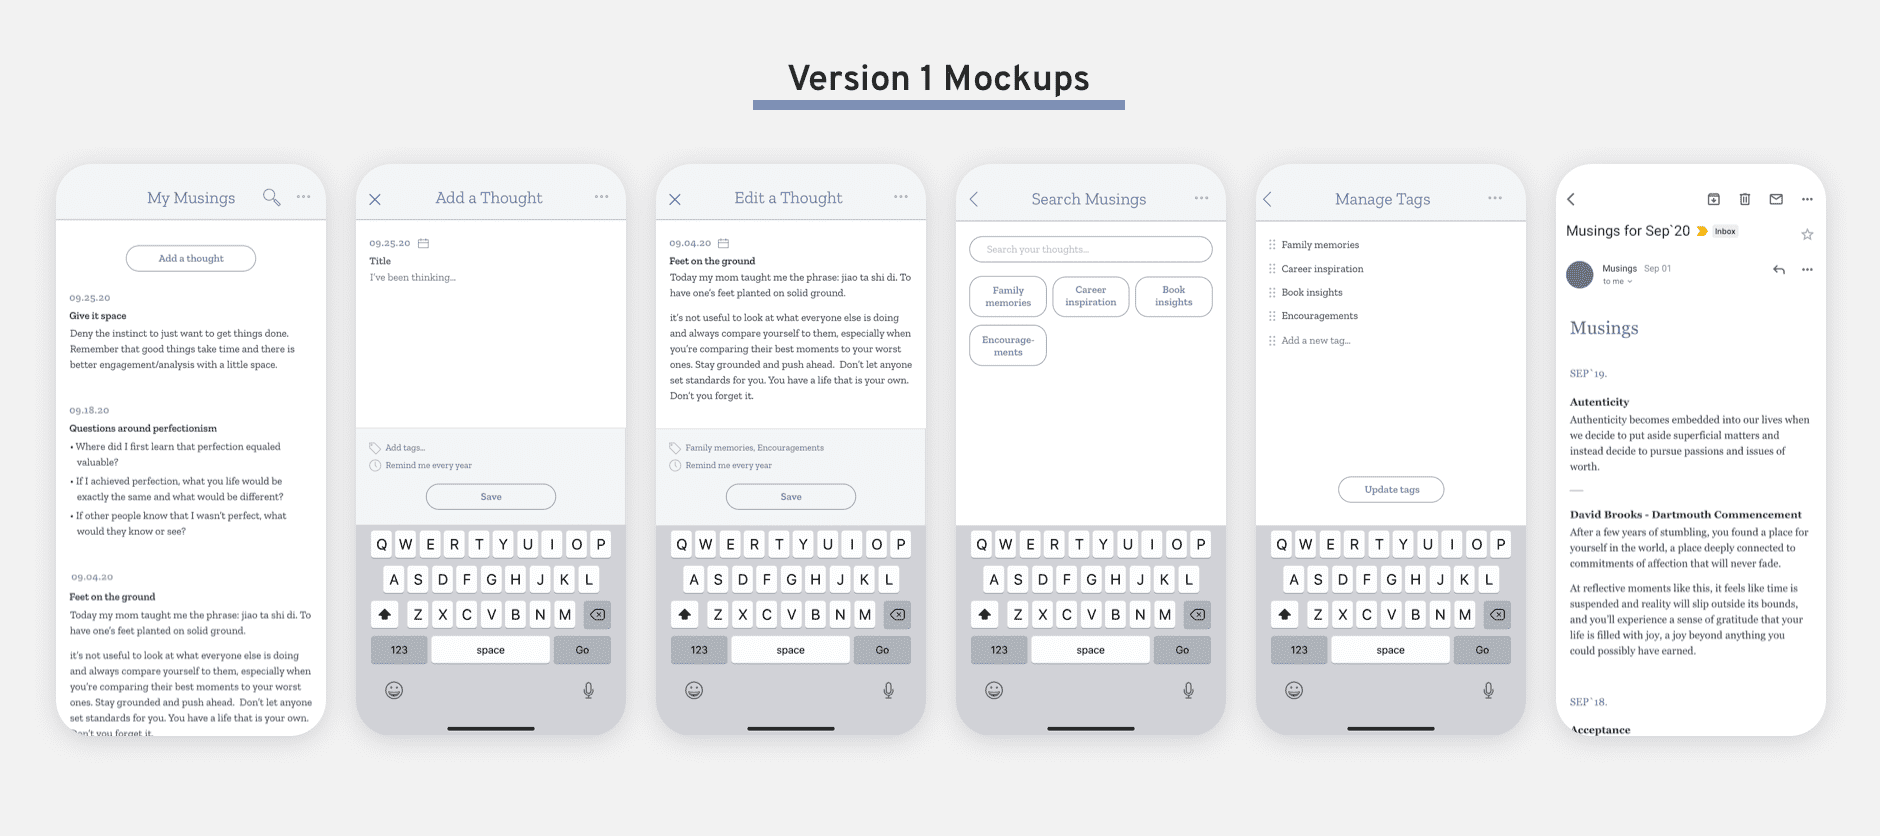 Version 1 Mockups
My Musings
Add a thought
09.25.20
Give it space
Deny the instinct to just want to get things done.
Remember that good things take time and there is
better engagement/analysis with a little space.
09.18.20
Questions around perfectionism
• Where did I first learn that perfection equaled
valuable?
• If I achieved perfection, what you life would be
exactly the same and what would be different?
• If other people know that I wasn't perfect, what
would they know or see?
09.04.20
Feet on the ground
Today my mom taught me the phrase: jiao ta shi di. To
have one's feet planted on solid ground.
it's not useful to look at what everyone else is doing
and always compare yourself to them, especially when
you're comparing their best moments to your worst
ones. Stay grounded and push ahead. Don't let anyone
set standards for you. You have a life that is your own.
Don't you forget it.
Add a Thought
09.25.20
Title
I've been thinking...
Add tags...
Remind me every year
Save
Q W E R T Y U I O P
A S D F G H J K L
Z X C V B N M
123 space Go
Edit a Thought
09.04.20
Feet on the ground
Today my mom taught me the phrase: jiao ta shi di. To
have one's feet planted on solid ground.
it's not useful to look at what everyone else is doing
and always compare yourself to them, especially when
you're comparing their best moments to your worst
ones. Stay grounded and push ahead. Don't let anyone
set standards for you. You have a life that is your own.
Don't you forget it.
Family memories, Encouragements
Remind me every year
Save
Q W E R T Y U I O P
A S D F G H J K L
Z X C V B N M
123 space Go
Search Musings
Search your thoughts...
Family
memories
Career
inspiration
Book
insights
Encourage-
ments
Q W E R T Y U I O P
A S D F G H J K L
Z X C V B N M
123 space Go
Manage Tags
Family memories
Career inspiration
Book insights
Encouragements
Add a new tag...
Update tags
Q W E R T Y U I O P
A S D F G H J K L
Z X C V B N M
123 space Go
Musings for Sep`20 Inbox
Musings Sep 01
to me
Musings
SEP`19.
Autenticity
Authenticity becomes embedded into our lives when
we decide to put aside superficial matters and
instead decide to pursue passions and issues of
worth.
David Brooks - Dartmouth Commencement
After a few years of stumbling, you found a place for
yourself in the world, a place deeply connected to
commitments of affection that will never fade.
At reflective moments like this, it feels like time is
suspended and reality will slip outside its bounds,
and you'll experience a sense of gratitude that your
life is filled with joy, a joy beyond anything you
could possibly have earned.
SEP`18.
Acceptance